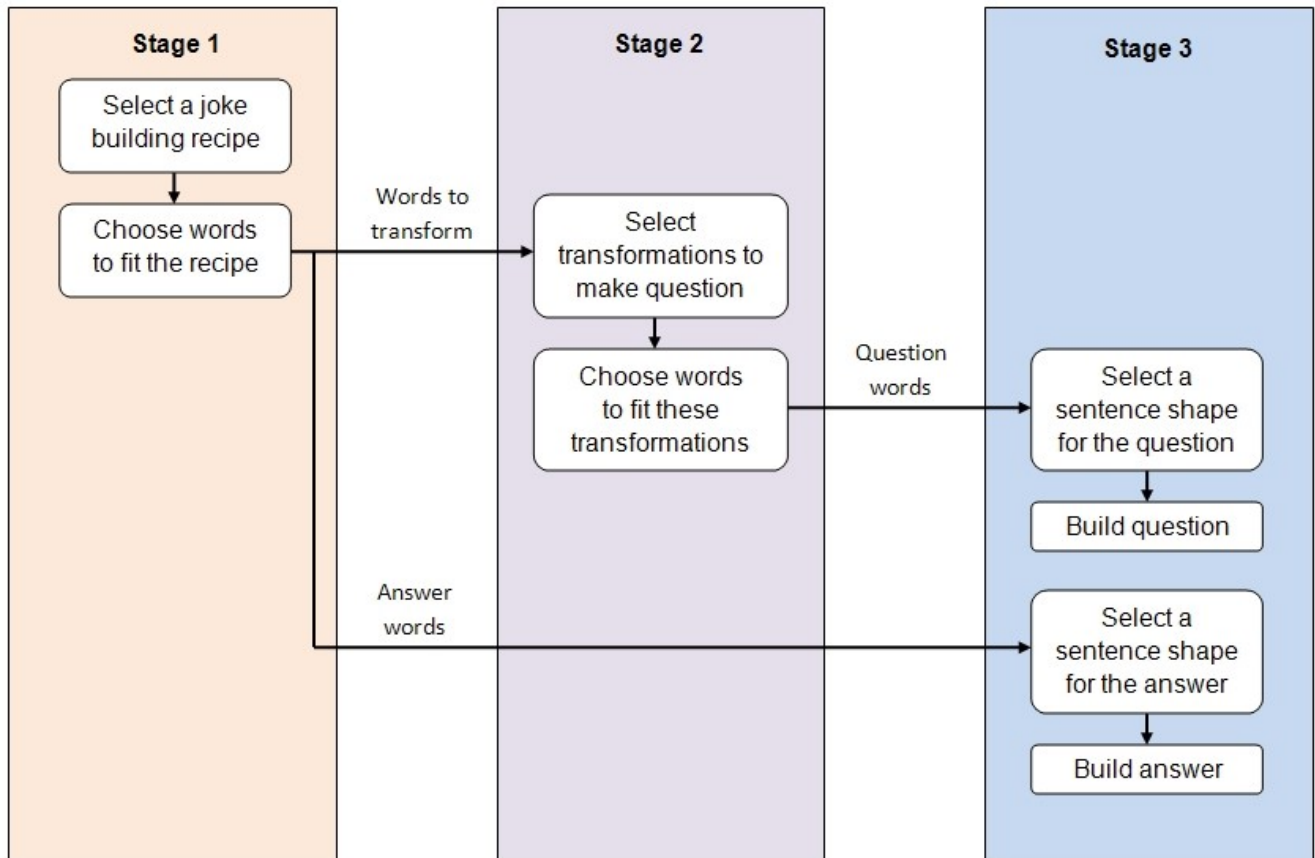 Stage 1
Select a joke
building recipe
Choose words
to fit the recipe
Words to
transform
Stage 2
Select
transformations to
make question
Choose words
to fit these
transformations
Question
words
Answer
words
Stage 3
Select a
sentence shape
for the question
Build question
Select a
sentence shape
for the answer
Build answer